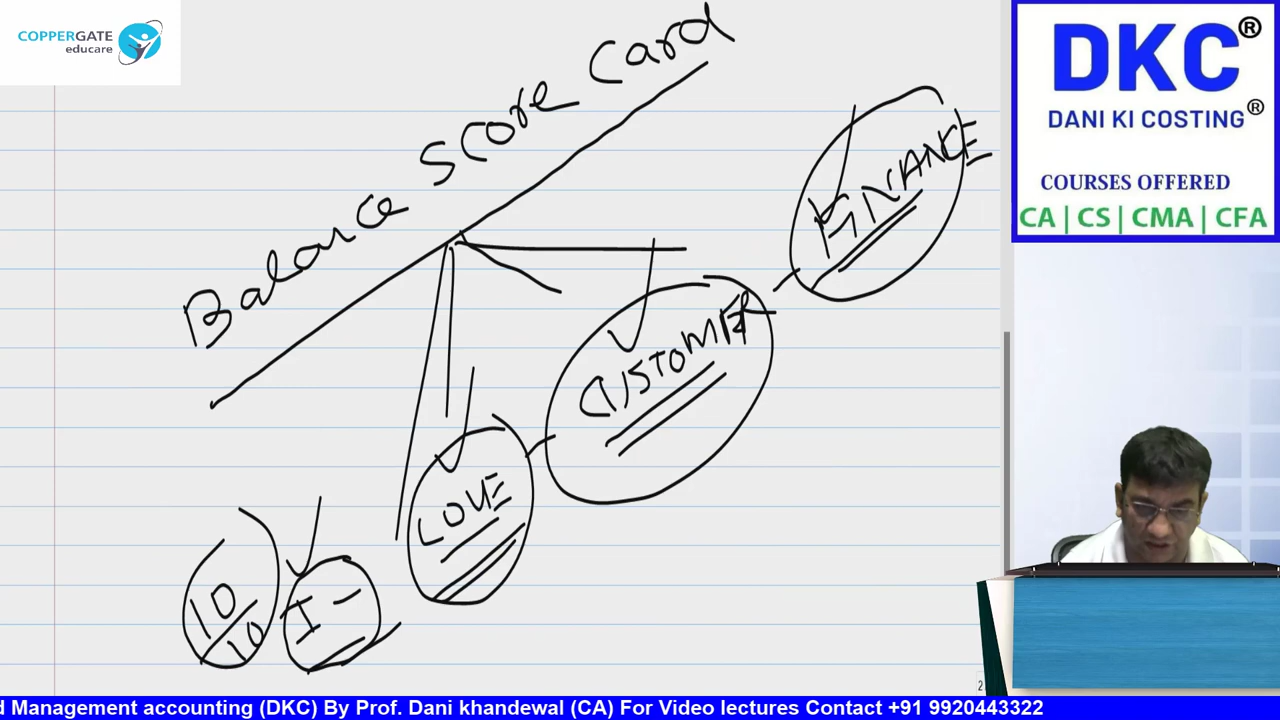 COPPERGATE
educare
Balance Score Card
DKC®
DANI KI COSTING®
COURSES OFFERED
CA | CS | CMA | CFA
FINANCE
CUSTOMER
LOVE
I -
10/10
2
d Management accounting (DKC) By Prof. Dani khandewal (CA) For Video lectures Contact +91 9920443322